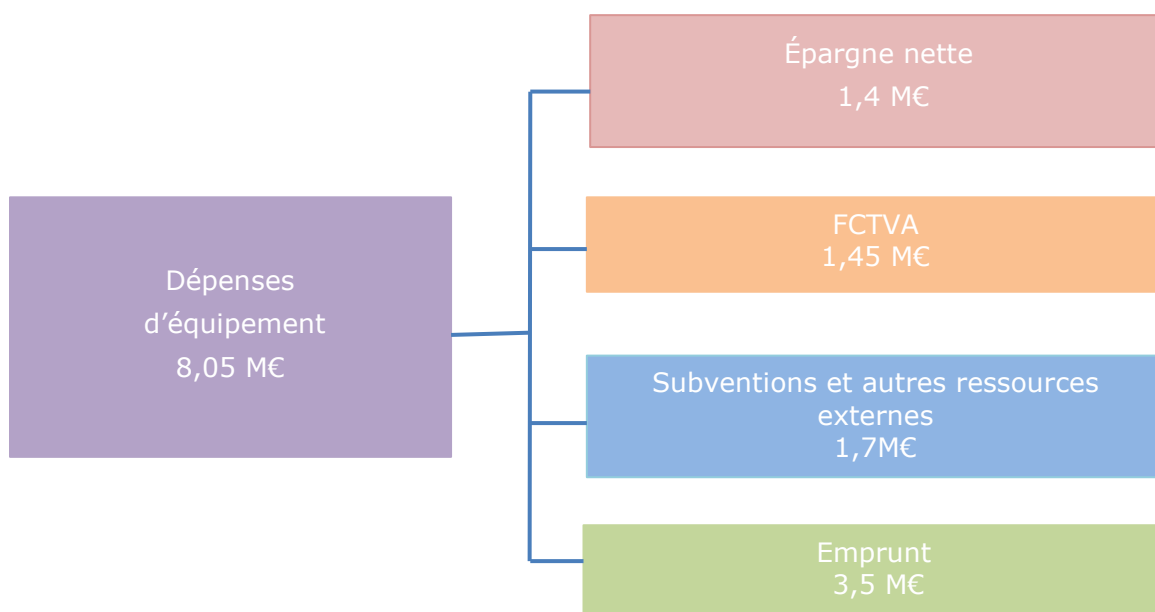 Épargne nette
1,4 M€
FCTVA
1,45 M€
Dépenses
d’équipement
8,05 M€
Subventions et autres ressources
externes
1,7M€
Emprunt
3,5 M€